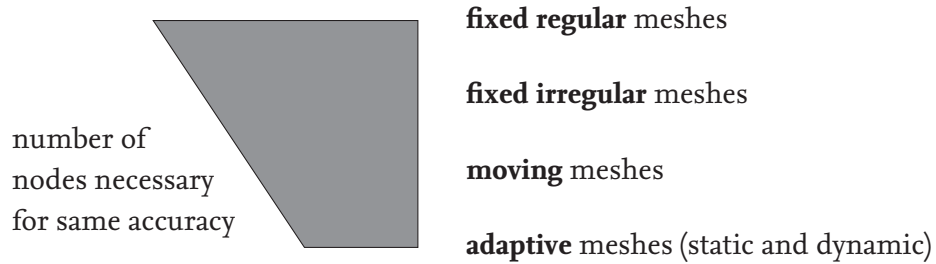 fixed regular meshes
fixed irregular meshes
number of
nodes necessary
for same accuracy
moving meshes
adaptive meshes (static and dynamic)